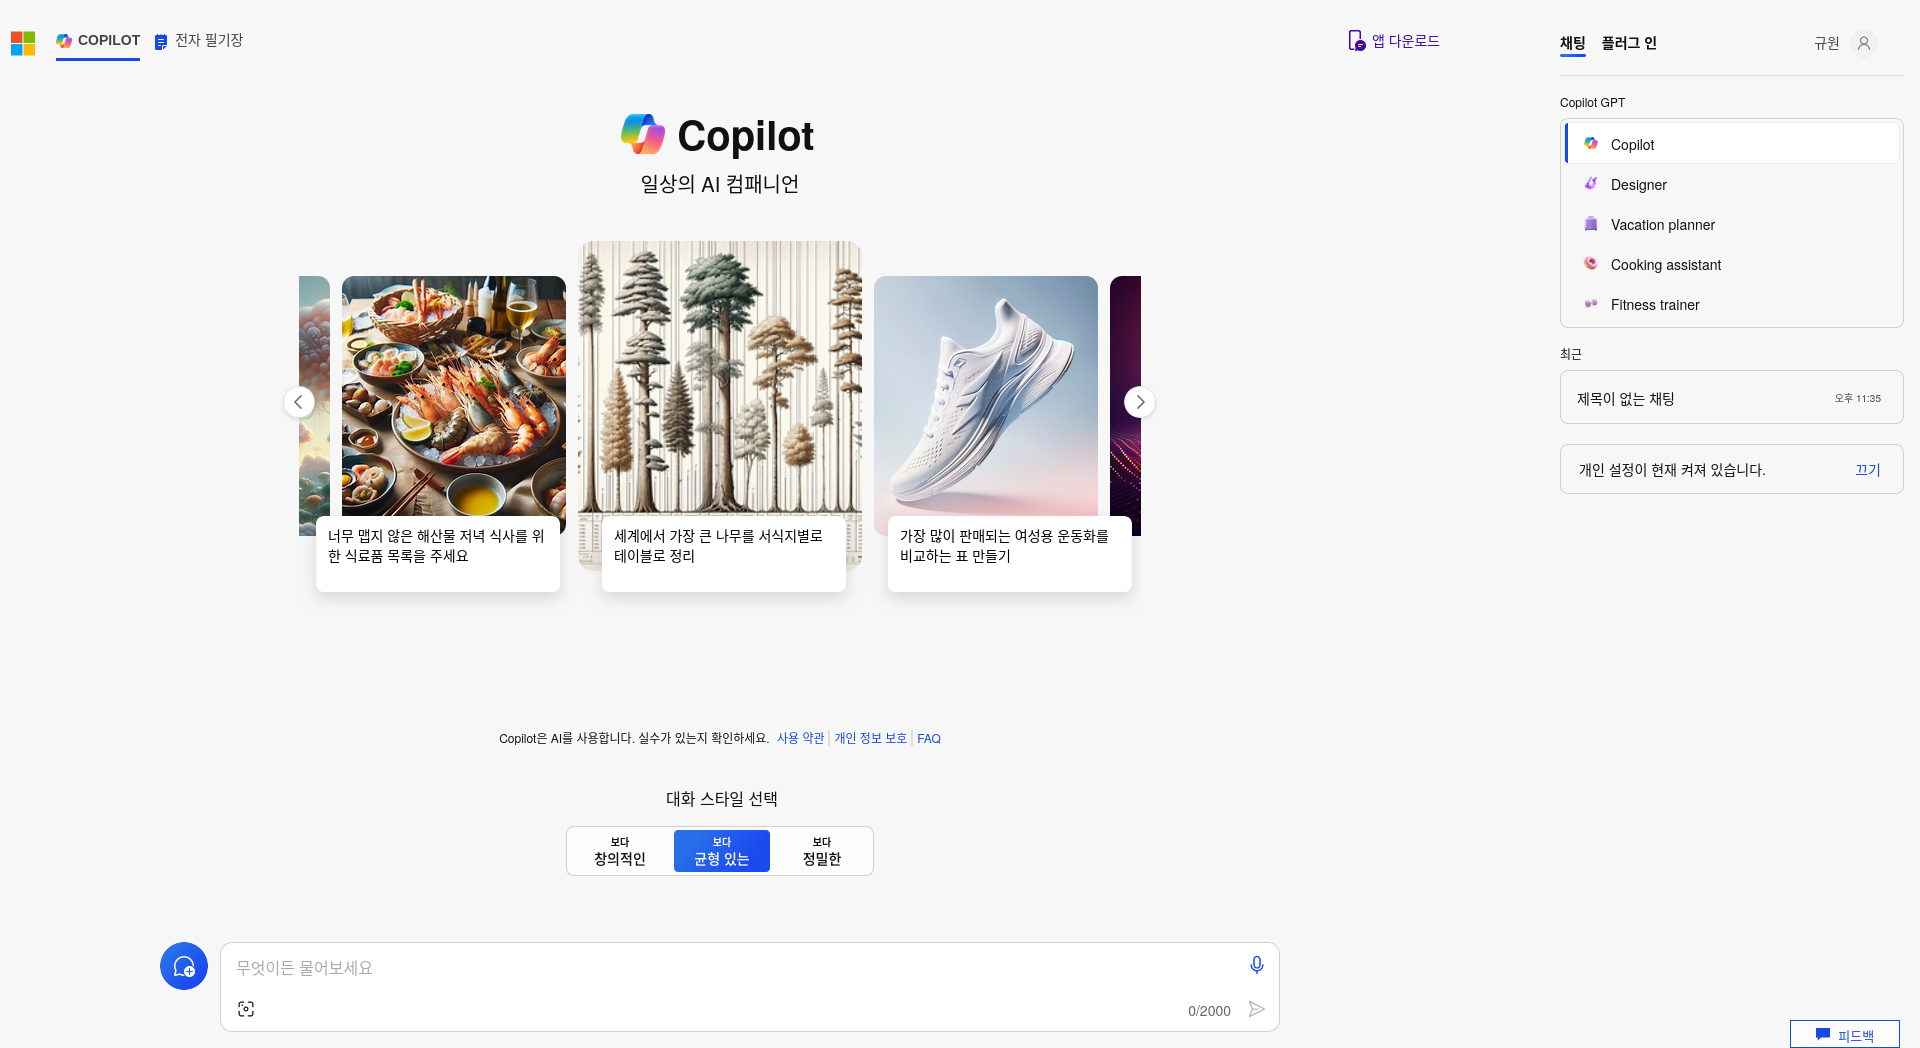 COPILOT
전자 필기장
앱 다운로드
채팅
플러그 인
규원
Copilot
일상의 AI 컴패니언
너무 맵지 않은 해산물 저녁 식사를 위
한 식료품 목록을 주세요
세계에서 가장 큰 나무를 서식지별로
테이블로 정리
가장 많이 판매되는 여성용 운동화를
비교하는 표 만들기
Copilot은 AI를 사용합니다. 실수가 있는지 확인하세요. 사용 약관 개인 정보 보호 FAQ
대화 스타일 선택
보다
창의적인
보다
균형 있는
보다
정밀한
무엇이든 물어보세요
0/2000
Copilot GPT
Copilot
Designer
Vacation planner
Cooking assistant
Fitness trainer
최근
제목이 없는 채팅
오후 11:35
개인 설정이 현재 켜져 있습니다.
끄기
피드백